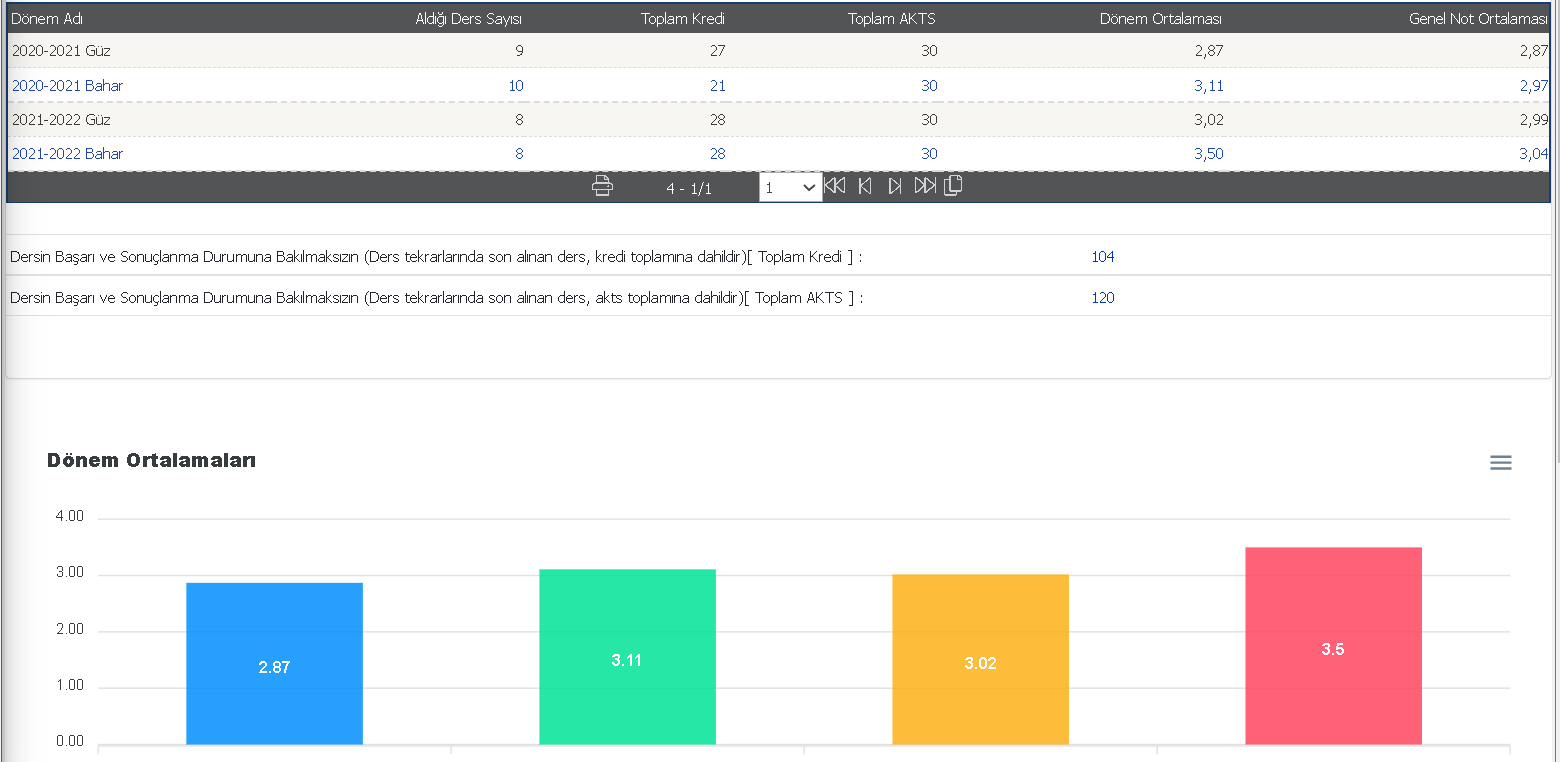 Dönem Adı Aldığı Ders Sayısı Toplam Kredi Toplam AKTS Dönem Ortalaması Genel Not Ortalaması
2020-2021 Güz 9 27 30 2,87 2,87
2020-2021 Bahar 10 21 30 3,11 2,97
2021-2022 Güz 8 28 30 3,02 2,99
2021-2022 Bahar 8 28 30 3,50 3,04
4 - 1/1 1
Dersin Başarı ve Sonuçlanma Durumuna Bakılmaksızın (Ders tekrarlarında son alınan ders, kredi toplamına dahildir)[ Toplam Kredi ] : 104
Dersin Başarı ve Sonuçlanma Durumuna Bakılmaksızın (Ders tekrarlarında son alınan ders, akts toplamına dahildir)[ Toplam AKTS ] : 120
Dönem Ortalamaları
4.00
3.00
2.00
1.00
0.00
2.87 3.11 3.02 3.5